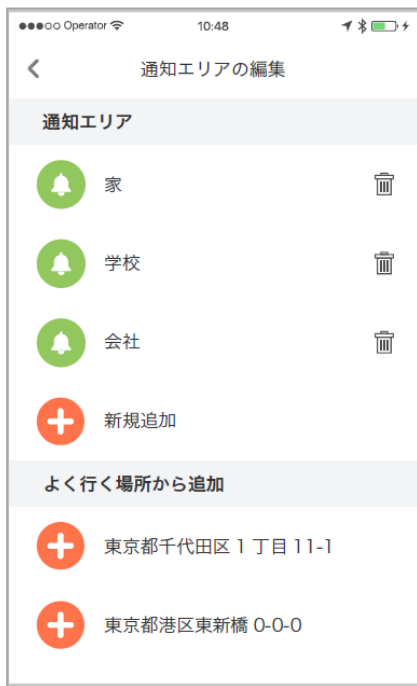 Operator
10:48
通知エリアの編集
通知エリア
家
学校
会社
新規追加
よく行く場所から追加
東京都千代田区 1 丁目 11-1
東京都港区東新橋 0-0-0